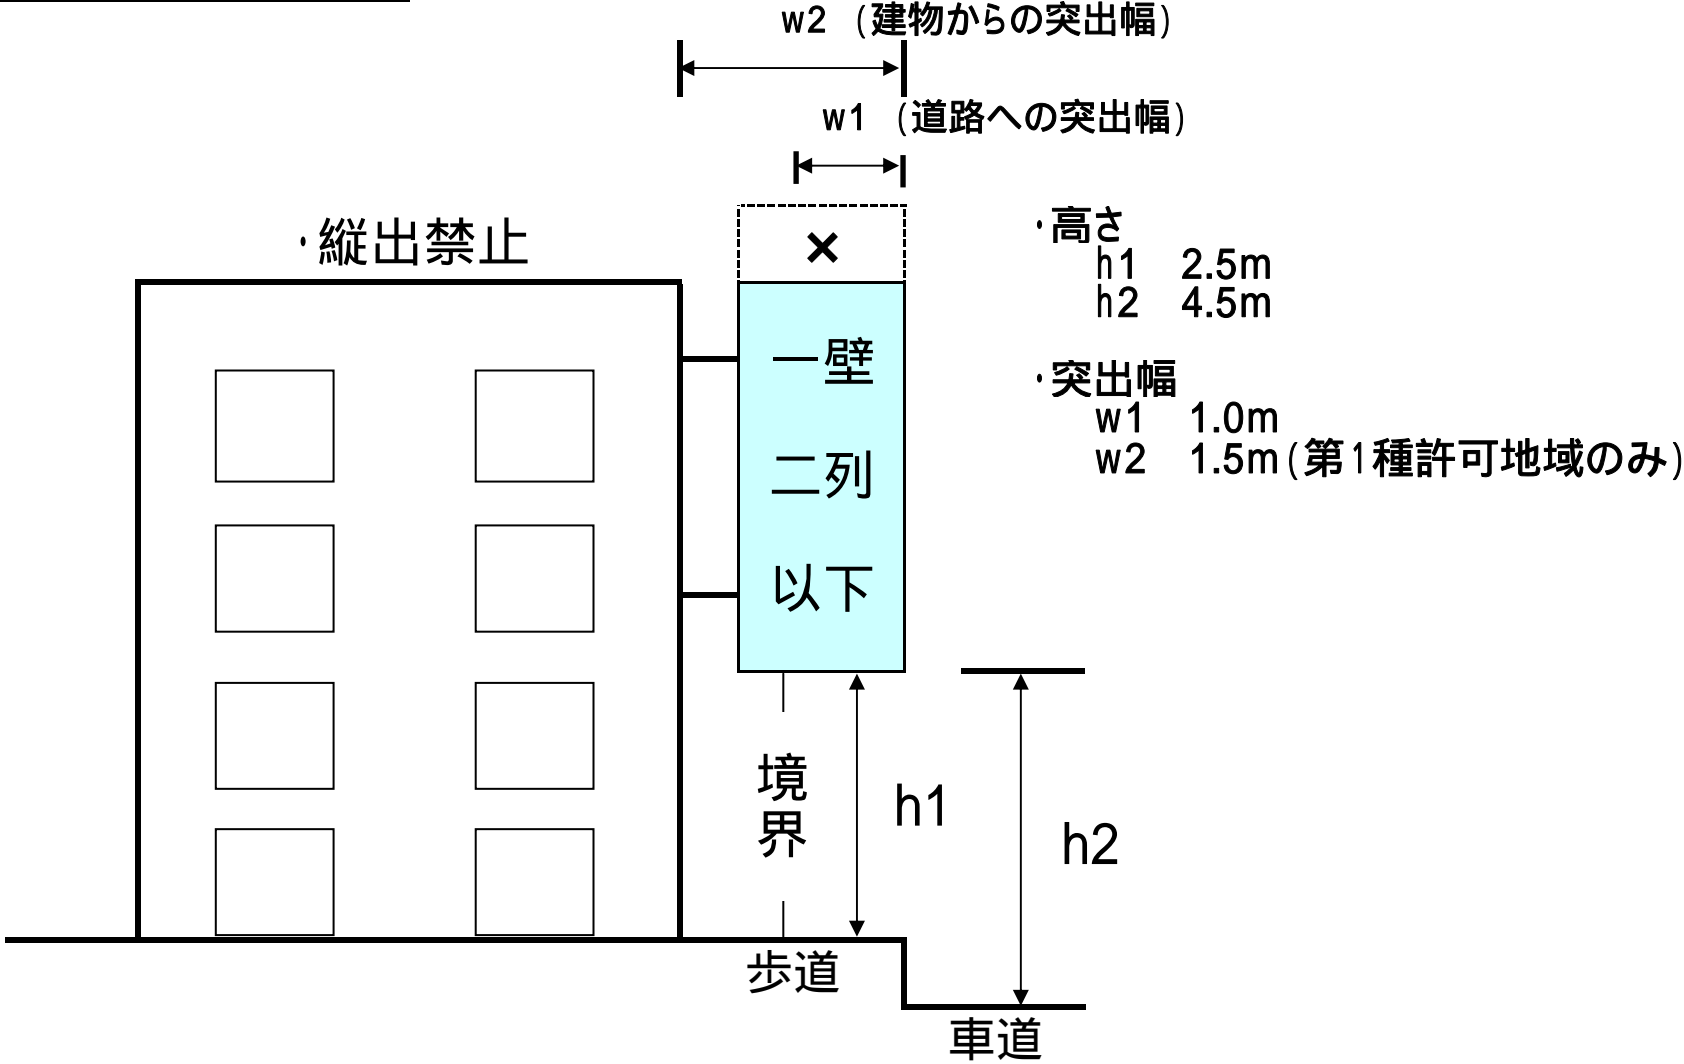 w2 (建物からの突出幅)
w1 (道路への突出幅)
・縦出禁止
×
・高さ
h1 2.5m
h2 4.5m
一壁
二列
以下
・突出幅
w1 1.0m
w2 1.5m(第1種許可地域のみ)
境界
h1
h2
歩道
車道